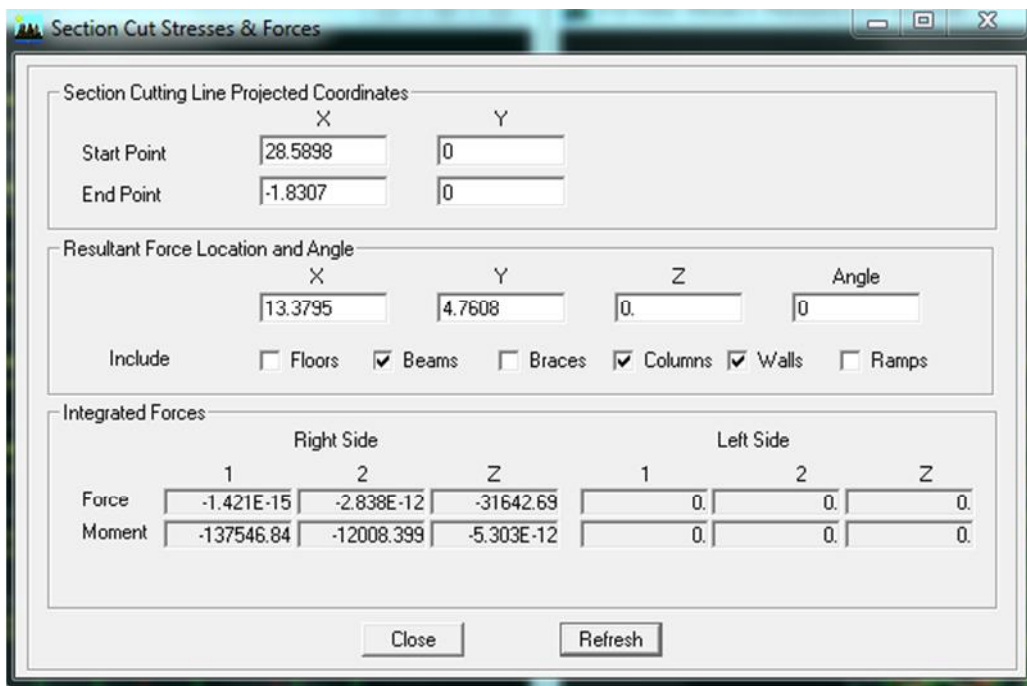 Section Cut Stresses & Forces
Section Cutting Line Projected Coordinates
X Y
Start Point 28.5898 0
End Point -1.8307 0
Resultant Force Location and Angle
X Y Z Angle
13.3795 4.7608 0. 0
Include Floors Beams Braces Columns Walls Ramps
Integrated Forces
Right Side Left Side
1 2 Z 1 2 Z
Force -1.421E-15 -2.838E-12 -31642.69 0. 0. 0.
Moment -137546.84 -12008.399 -5.303E-12 0. 0. 0.
Close Refresh